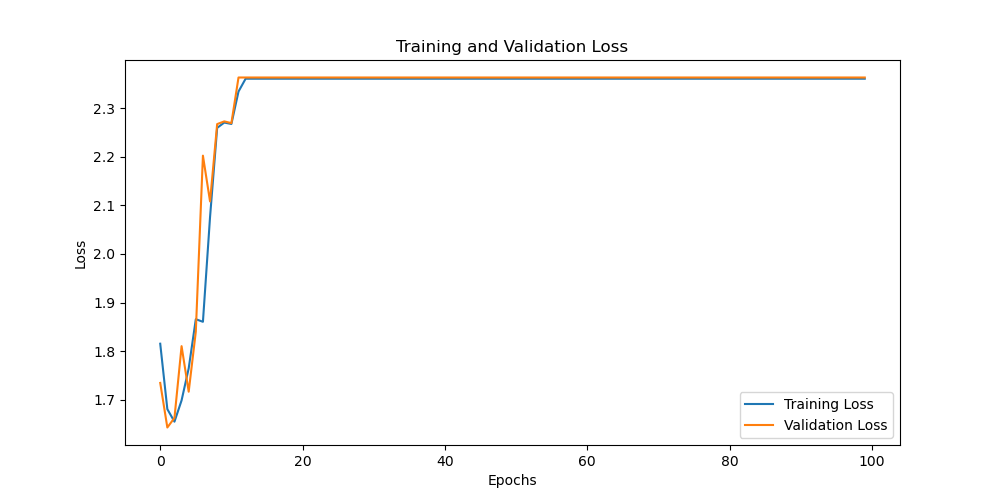 Training and Validation Loss
Loss
2.3
2.2
2.1
2.0
1.9
1.8
1.7
Training Loss
Validation Loss
0 20 40 60 80 100
Epochs